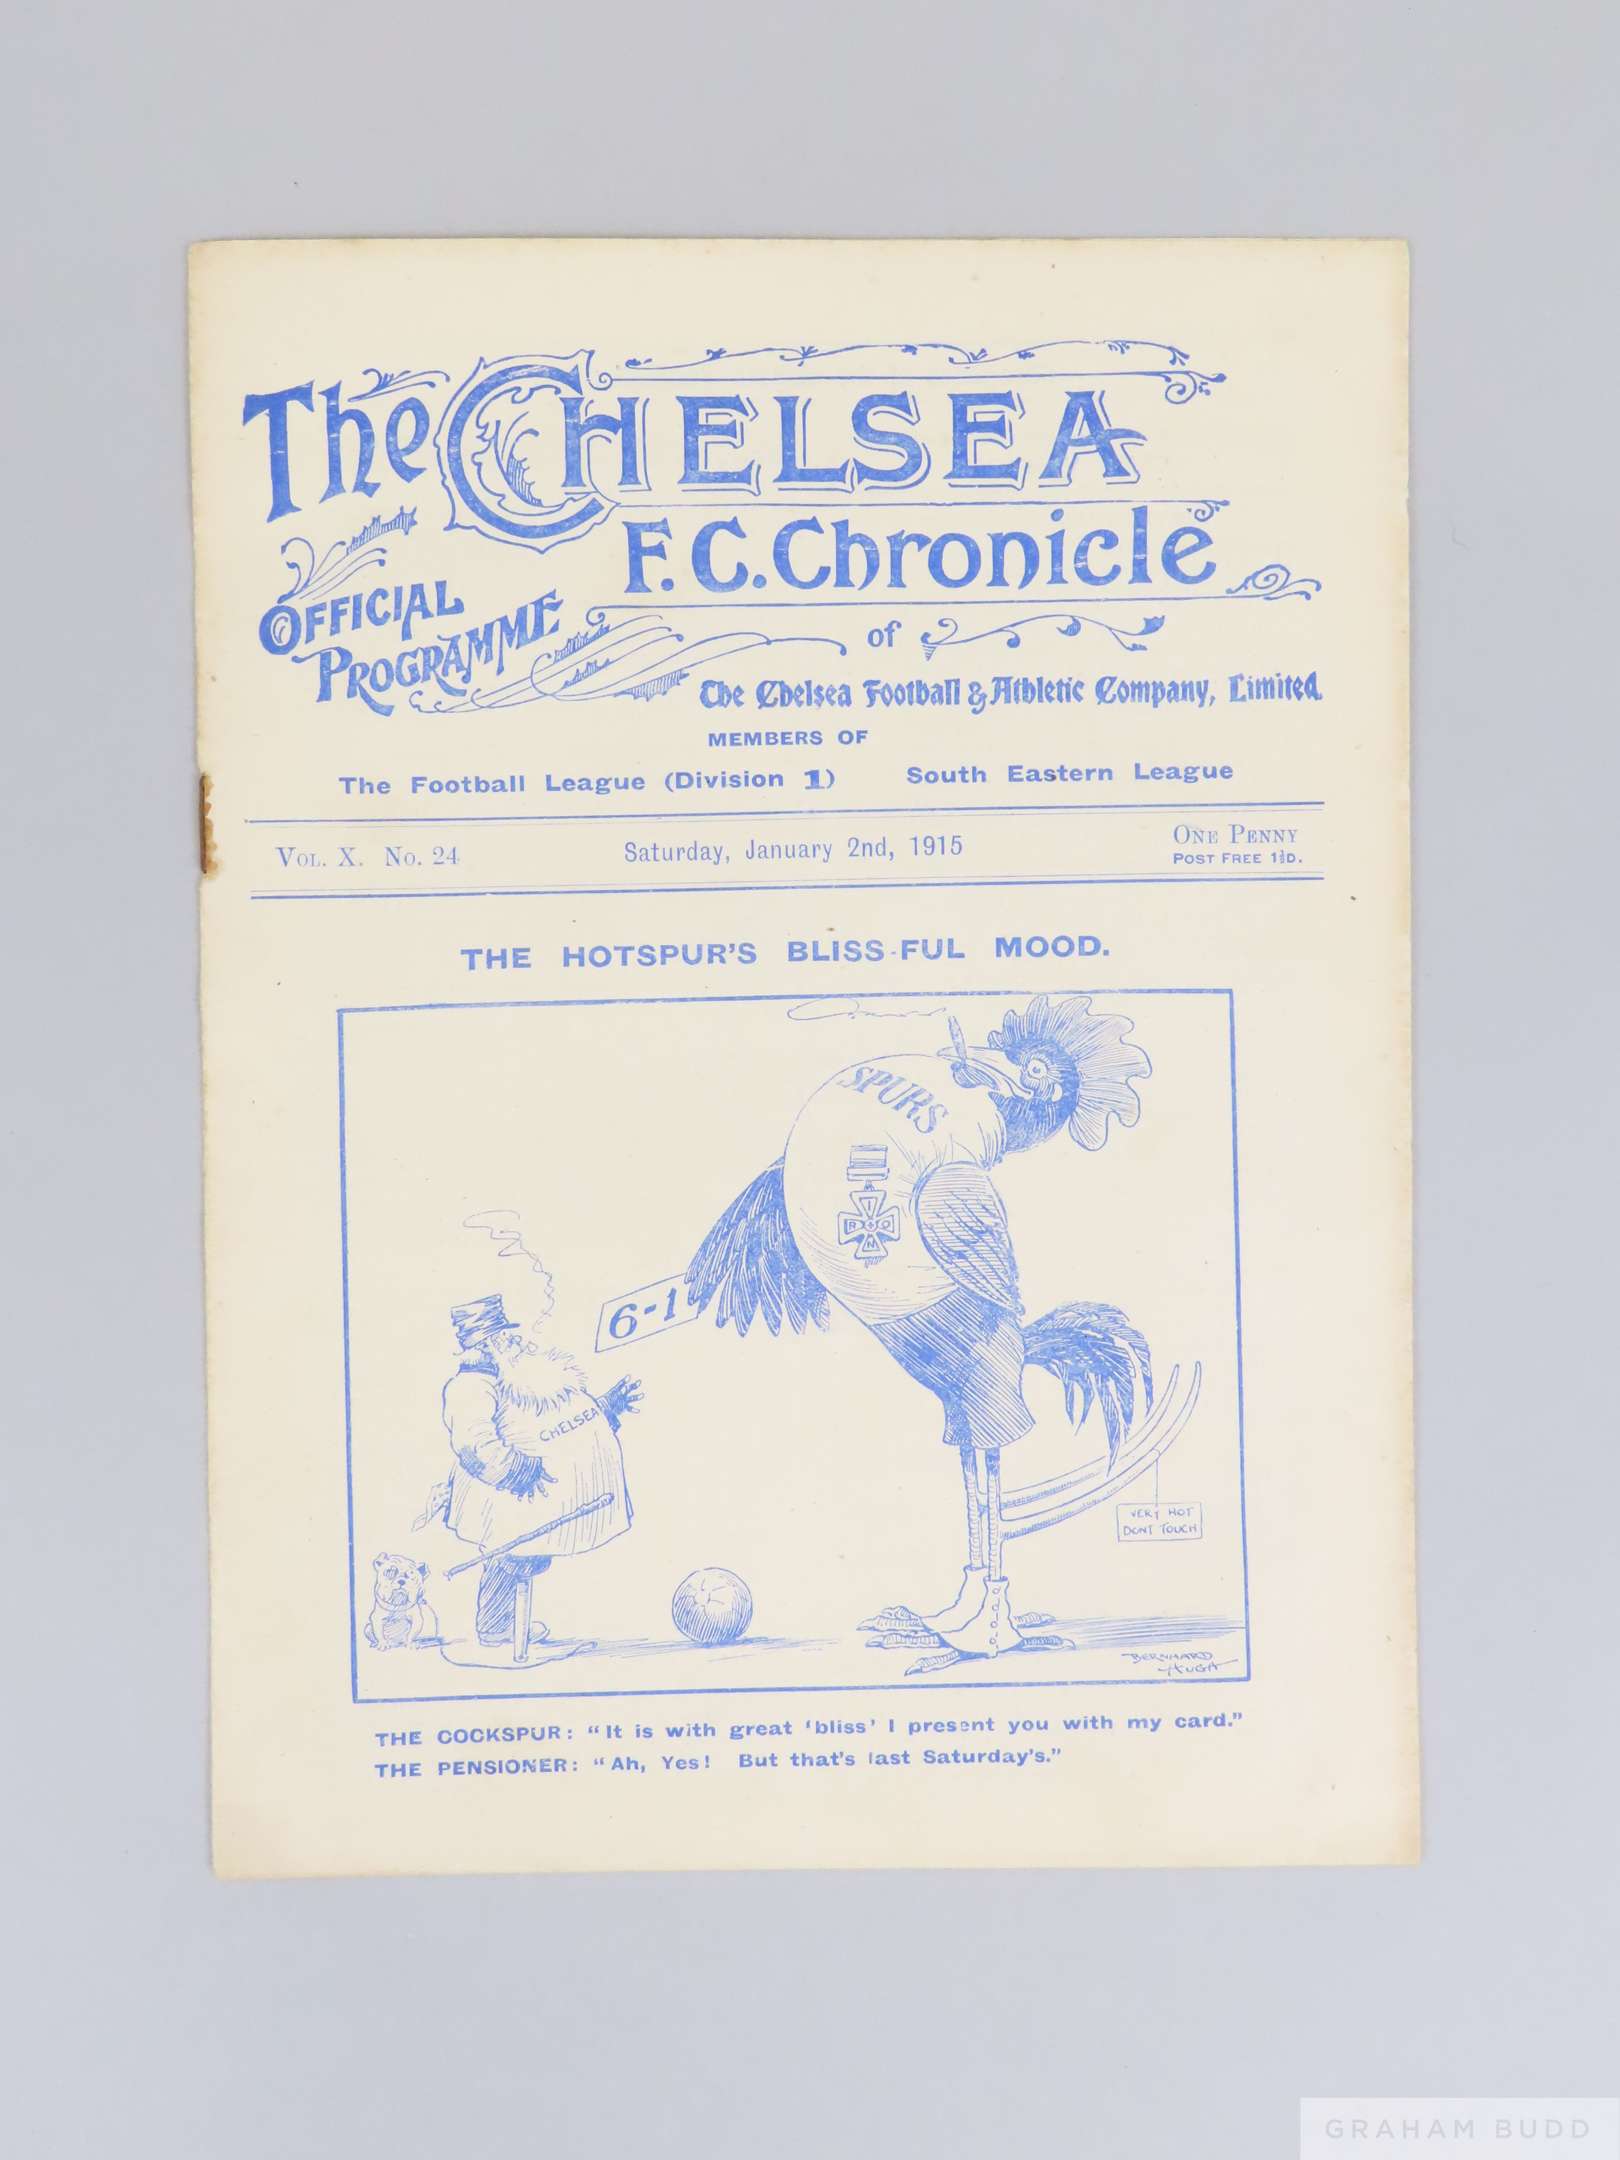 The CHELSEA
F.C. Chronicle
OFFICIAL
PROGRAMME
of
The Chelsea Football & Athletic Company, Limited.
MEMBERS OF
The Football League (Division 1) South Eastern League
VOL. X. No. 24 Saturday, January 2nd, 1915 ONE PENNY
POST FREE 1½D.
THE HOTSPUR'S BLISS-FUL MOOD.
SPURS
I
R O
N
6-1
CHELSEA
VERY HOT
DONT TOUCH
BERNHARD
HUGH
THE COCKSPUR: "It is with great 'bliss' I present you with my card."
THE PENSIONER: "Ah, Yes! But that's last Saturday's."
GRAHAM BUDD